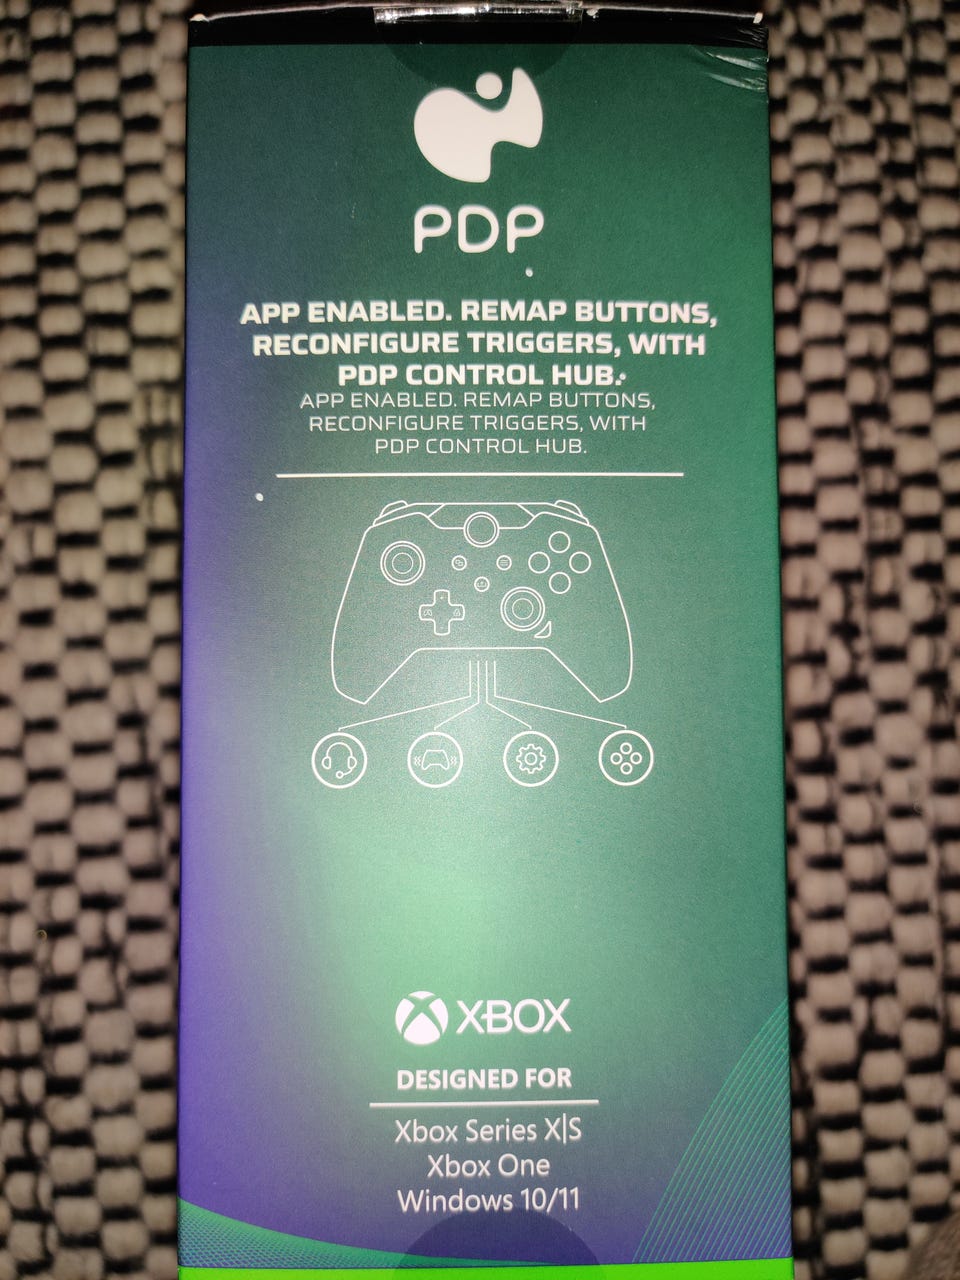 PDP
APP ENABLED. REMAP BUTTONS,
RECONFIGURE TRIGGERS, WITH
PDP CONTROL HUB.
APP ENABLED. REMAP BUTTONS,
RECONFIGURE TRIGGERS, WITH
PDP CONTROL HUB.
XBOX
DESIGNED FOR
Xbox Series X|S
Xbox One
Windows 10/11